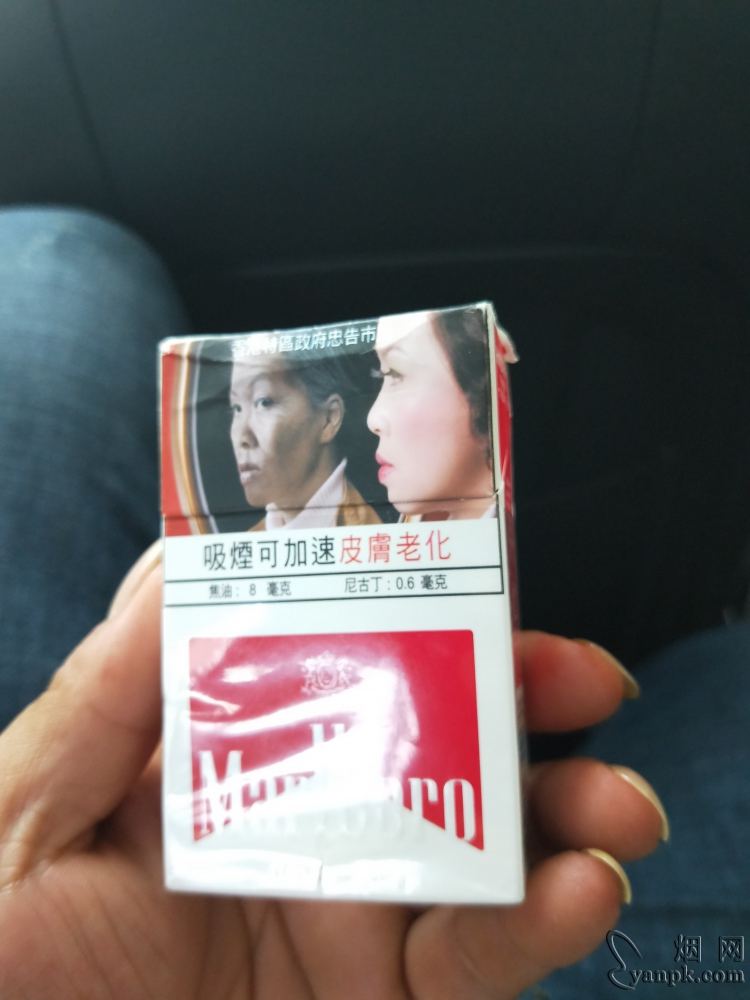 香港特區政府忠告市
吸煙可加速皮膚老化
焦油：8 毫克 尼古丁：0.6 毫克
Marlboro
烟网
yanpk.com